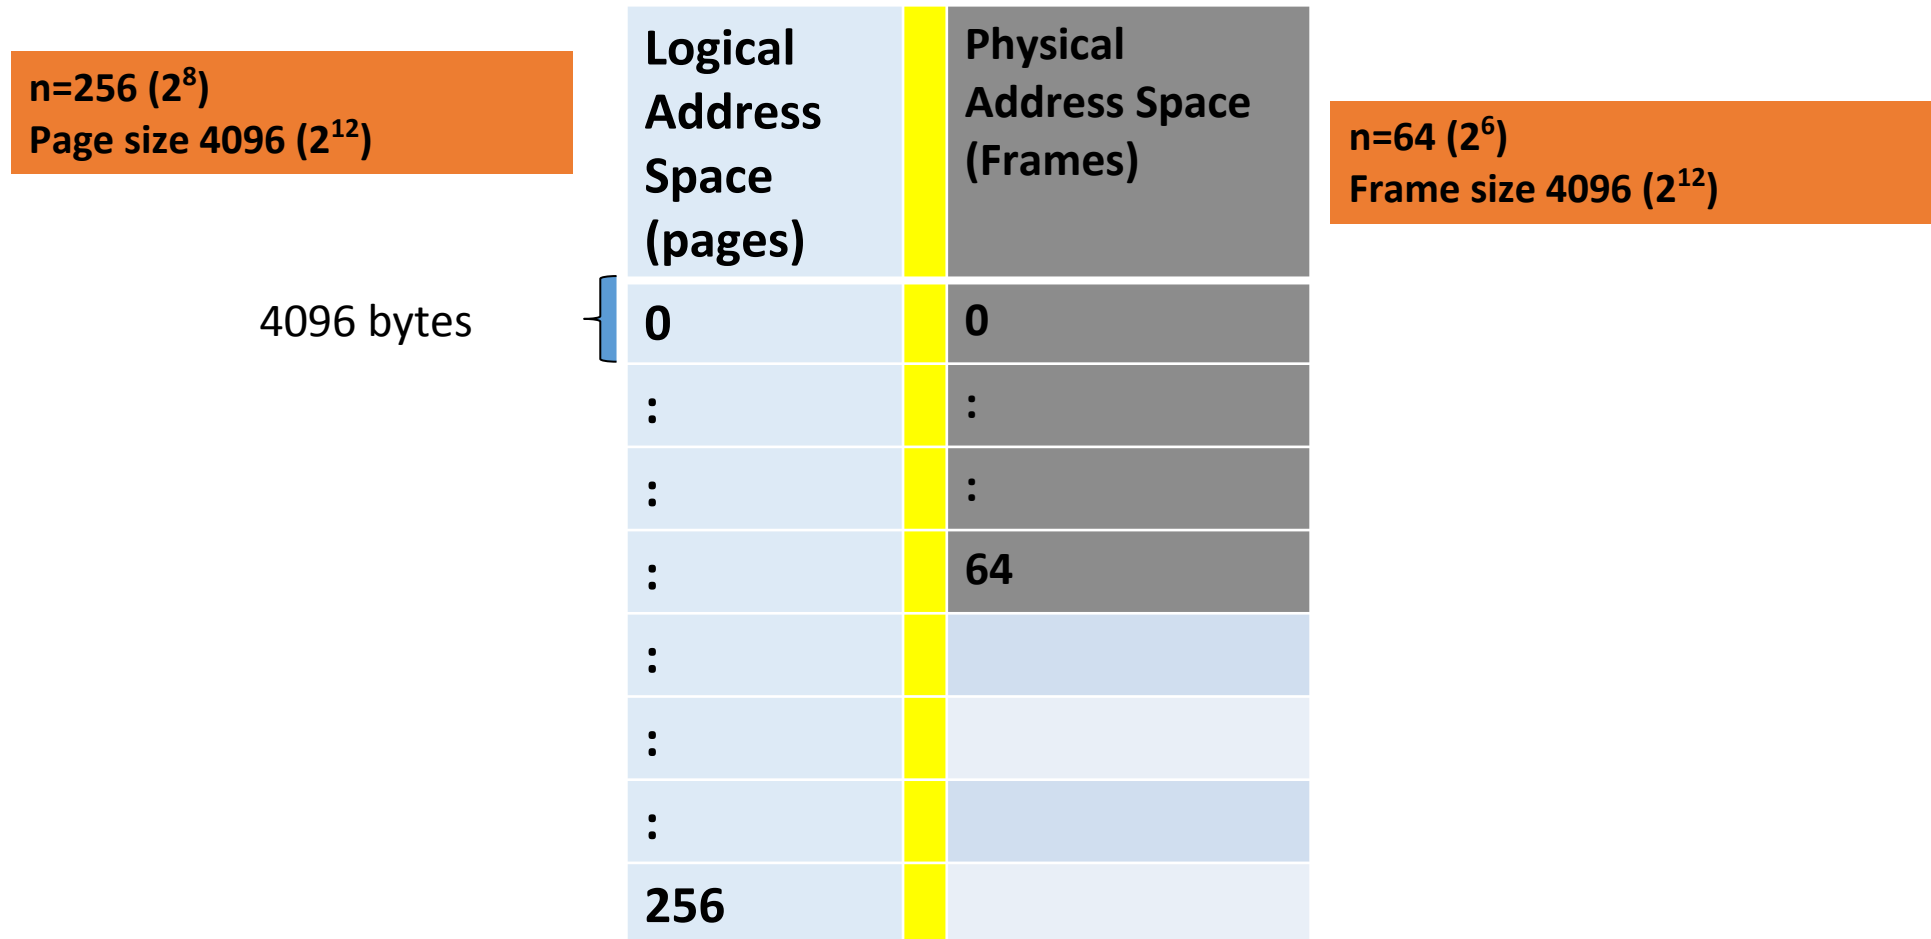 n=256 (2⁸)
Page size 4096 (2¹²)
Logical
Address
Space
(pages)
Physical
Address Space
(Frames)
n=64 (2⁶)
Frame size 4096 (2¹²)
4096 bytes
0
0
:
:
:
:
:
64
:
:
:
256